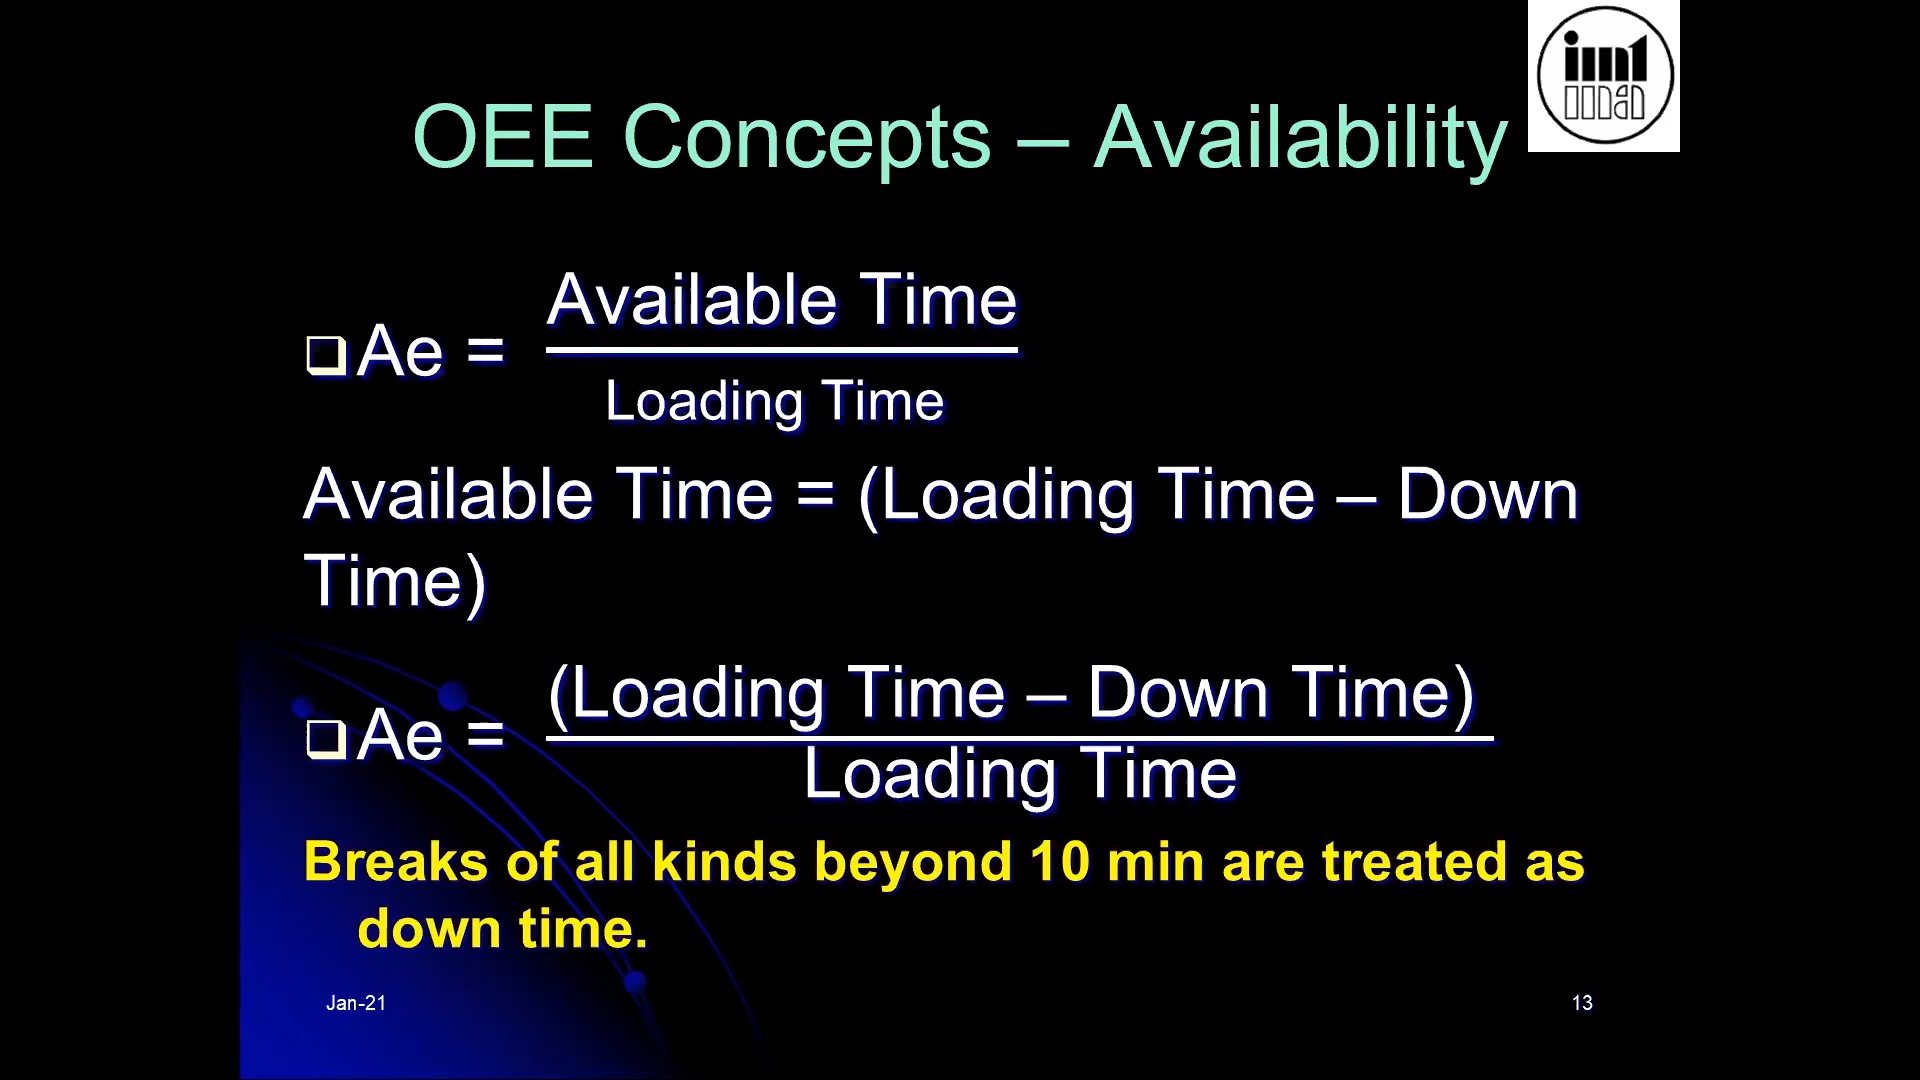 OEE Concepts – Availability
Available Time
❑Ae =
Loading Time
Available Time = (Loading Time – Down
Time)
(Loading Time – Down Time)
❑Ae =
Loading Time
Breaks of all kinds beyond 10 min are treated as
down time.
Jan-21
13